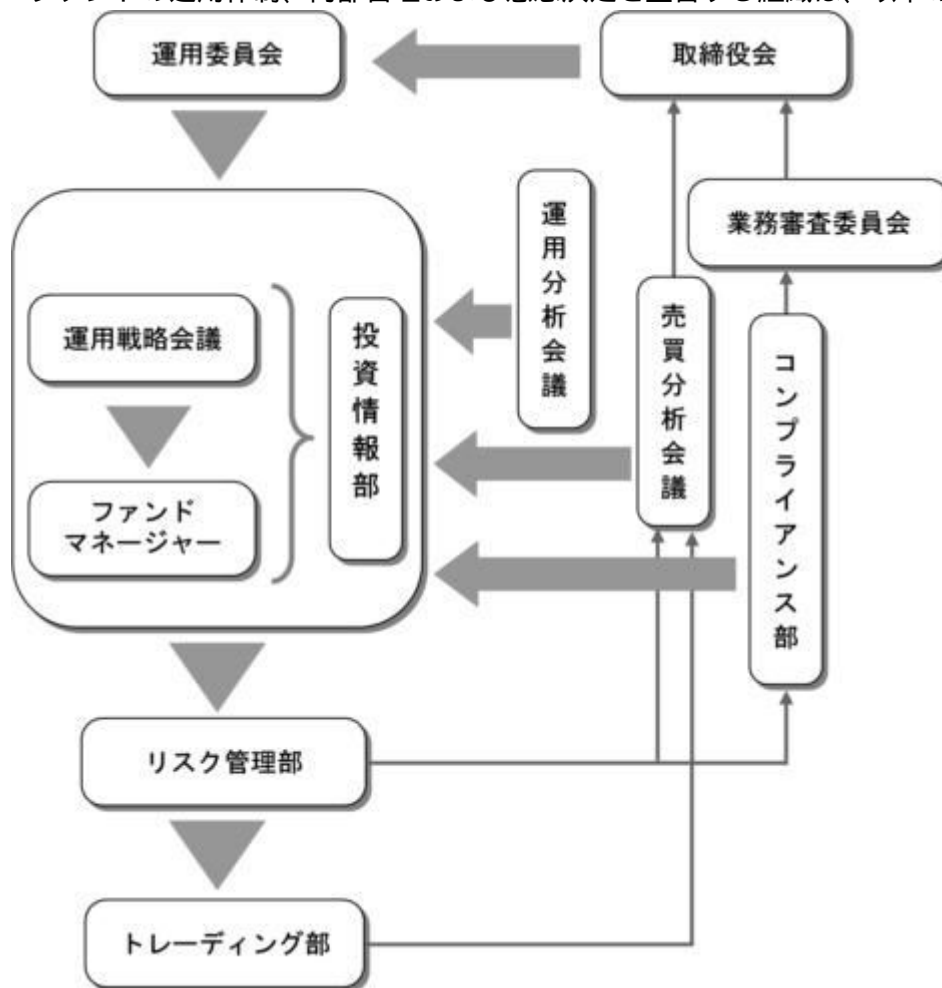 運用委員会
取締役会
運用分析会議
業務審査委員会
運用戦略会議
投資情報部
売買分析会議
コンプライアンス部
ファンド
マネージャー
リスク管理部
トレーディング部